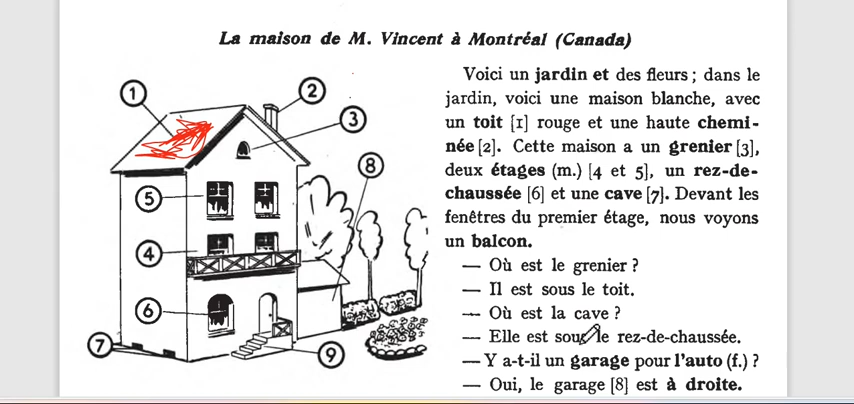 La maison de M. Vincent à Montréal (Canada)
1
2
3
8
5
4
6
7
9
Voici un jardin et des fleurs ; dans le
jardin, voici une maison blanche, avec
un toit [1] rouge et une haute chemi-
née [2]. Cette maison a un grenier [3],
deux étages (m.) [4 et 5], un rez-de-
chaussée [6] et une cave [7]. Devant les
fenêtres du premier étage, nous voyons
un balcon.
— Où est le grenier ?
— Il est sous le toit.
— Où est la cave ?
— Elle est sous le rez-de-chaussée.
— Y a-t-il un garage pour l'auto (f.) ?
— Oui, le garage [8] est à droite.